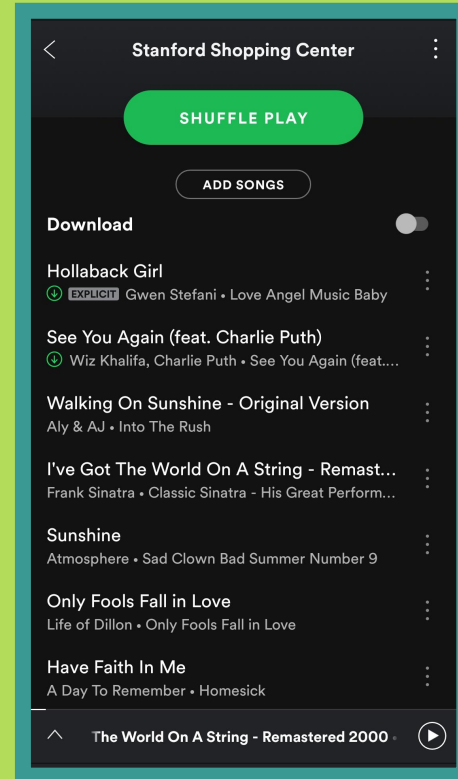 Stanford Shopping Center
SHUFFLE PLAY
ADD SONGS
Download
Hollaback Girl
EXPLICIT Gwen Stefani • Love Angel Music Baby
See You Again (feat. Charlie Puth)
Wiz Khalifa, Charlie Puth • See You Again (feat....
Walking On Sunshine - Original Version
Aly & AJ • Into The Rush
I've Got The World On A String - Remast...
Frank Sinatra • Classic Sinatra - His Great Perform...
Sunshine
Atmosphere • Sad Clown Bad Summer Number 9
Only Fools Fall in Love
Life of Dillon • Only Fools Fall in Love
Have Faith In Me
A Day To Remember • Homesick
The World On A String - Remastered 2000 •